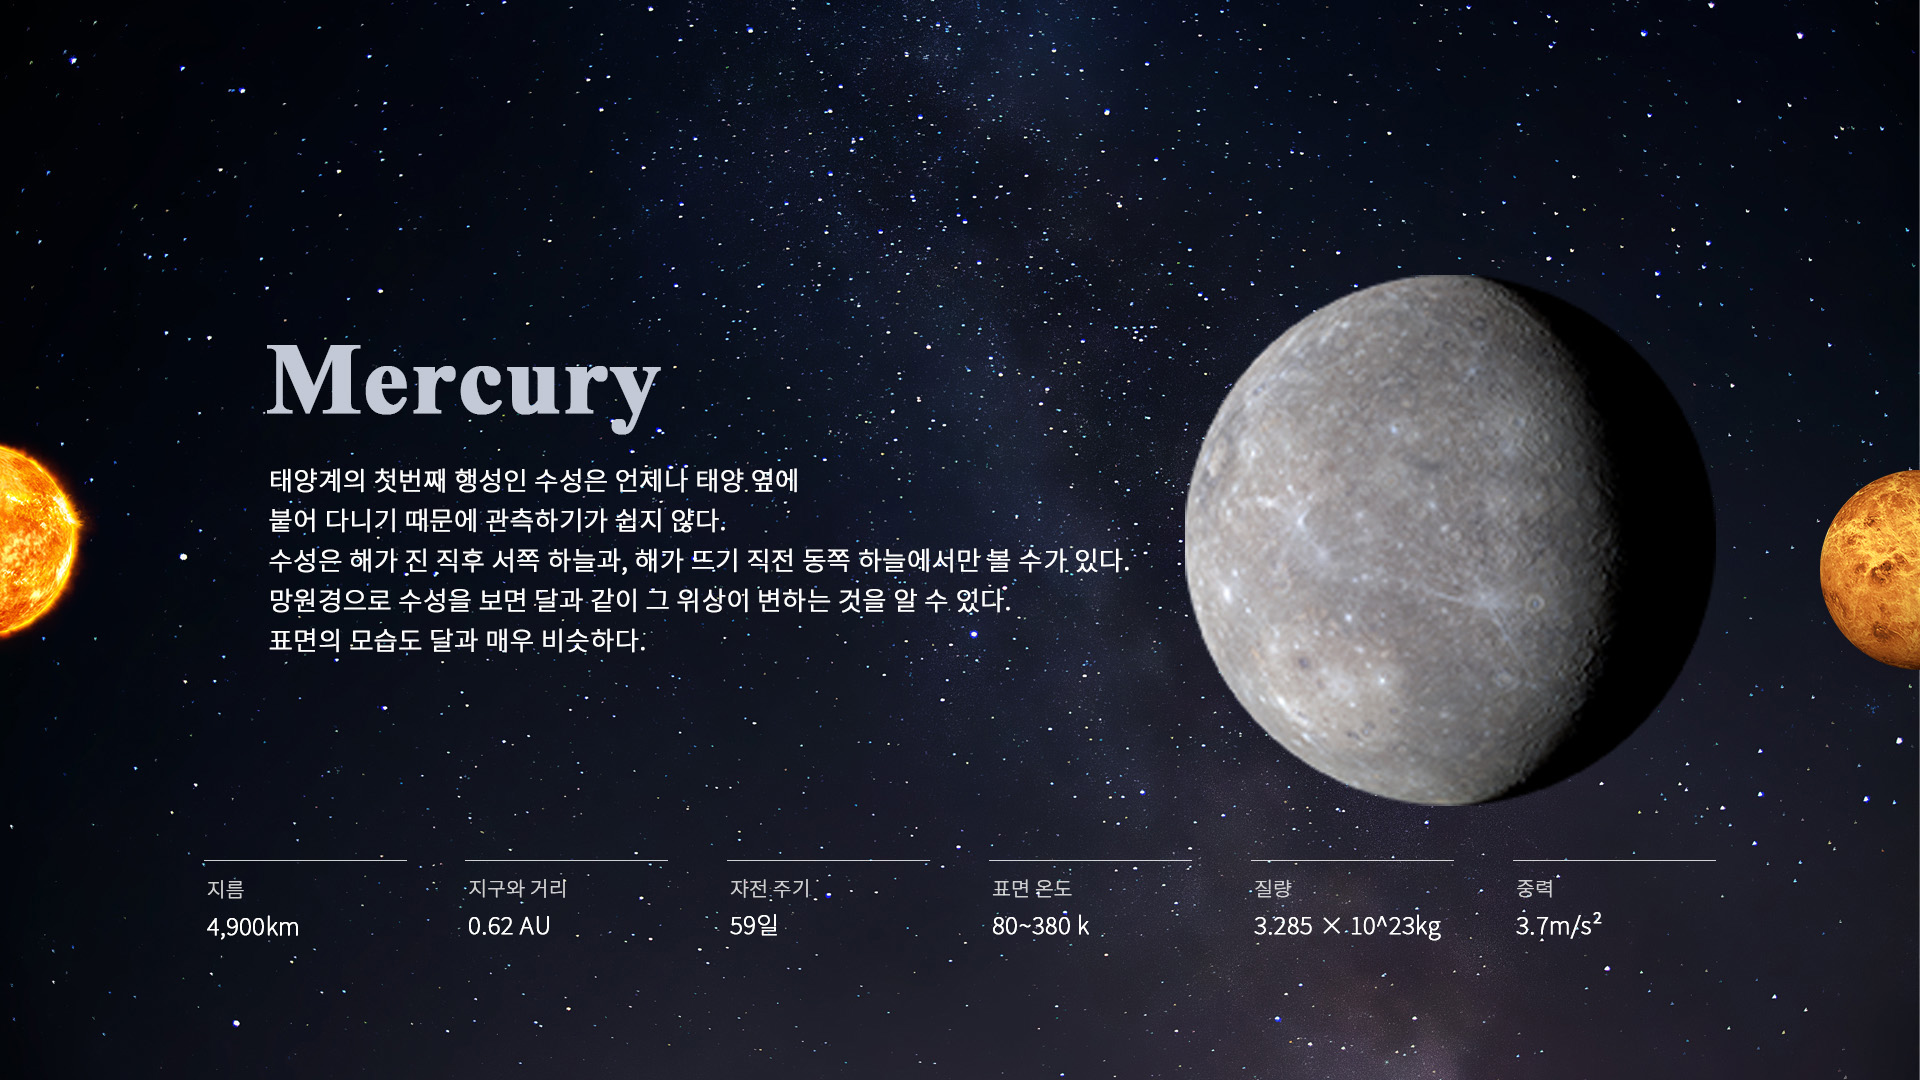 Mercury
태양계의 첫번째 행성인 수성은 언제나 태양 옆에
붙어 다니기 때문에 관측하기가 쉽지 않다.
수성은 해가 진 직후 서쪽 하늘과, 해가 뜨기 직전 동쪽 하늘에서만 볼 수가 있다.
망원경으로 수성을 보면 달과 같이 그 위상이 변하는 것을 알 수 있다.
표면의 모습도 달과 매우 비슷하다.
지름 지구와 거리 쟈전 주기 표면 온도 질량 중력
4,900km 0.62 AU 59일 80~380 k 3.285 × 10^23kg 3.7m/s²